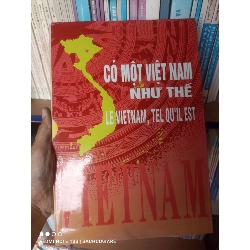 CÓ MỘT VIỆT NAM
NHƯ THẾ
LE VIETNAM, TEL QU'IL EST
VIETNAM